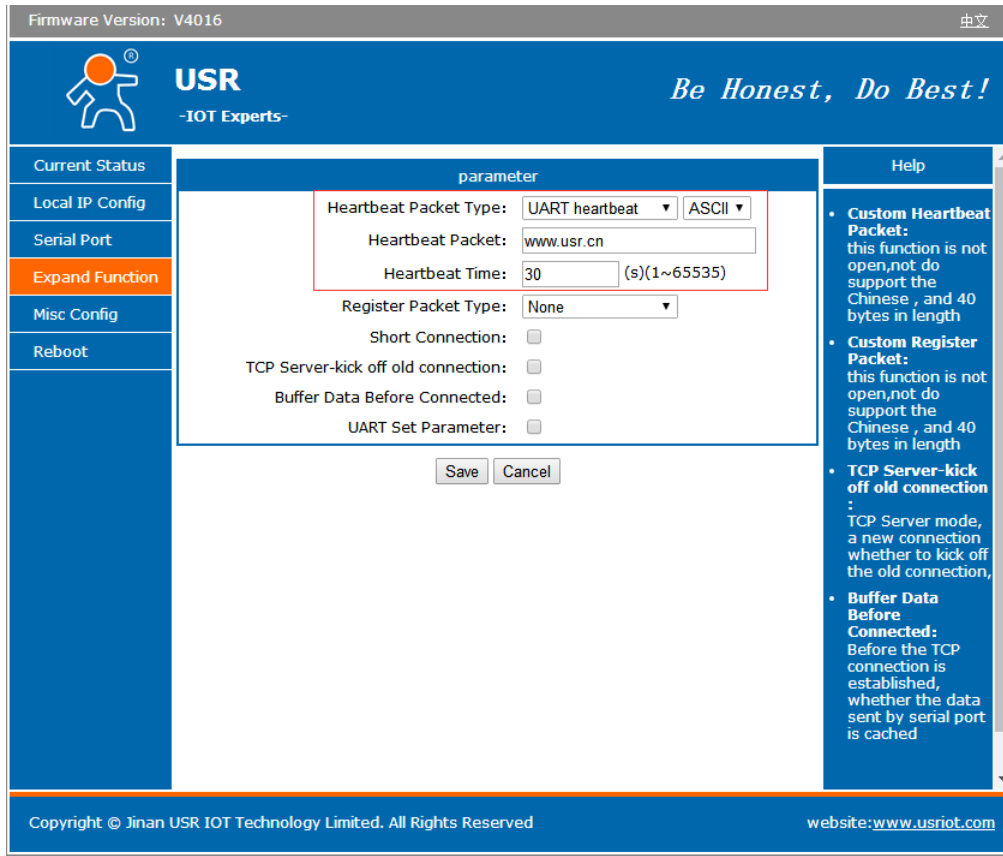 Firmware Version: V4016
中文
®
USR
-IOT Experts-
Be Honest, Do Best!
Current Status
Local IP Config
Serial Port
Expand Function
Misc Config
Reboot
parameter
Heartbeat Packet Type: UART heartbeat ASCII
Heartbeat Packet: www.usr.cn
Heartbeat Time: 30 (s)(1~65535)
Register Packet Type: None
Short Connection:
TCP Server-kick off old connection:
Buffer Data Before Connected:
UART Set Parameter:
Save Cancel
Help
• Custom Heartbeat
Packet:
this function is not
open,not do
support the
Chinese , and 40
bytes in length
• Custom Register
Packet:
this function is not
open,not do
support the
Chinese , and 40
bytes in length
• TCP Server-kick
off old connection
:
TCP Server mode,
a new connection
whether to kick off
the old connection,
• Buffer Data
Before
Connected:
Before the TCP
connection is
established,
whether the data
sent by serial port
is cached
Copyright © Jinan USR IOT Technology Limited. All Rights Reserved
website:www.usriot.com